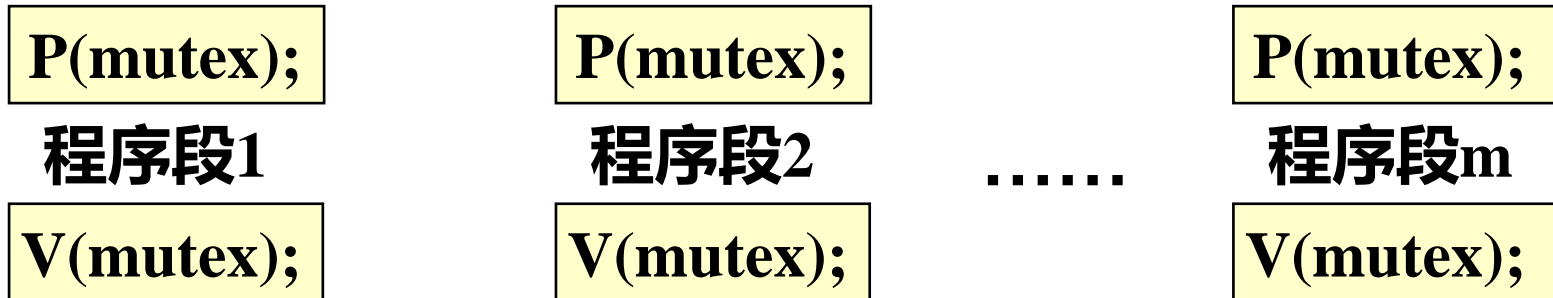 P(mutex); P(mutex); P(mutex);
程序段1 程序段2 …… 程序段m
V(mutex); V(mutex); V(mutex);